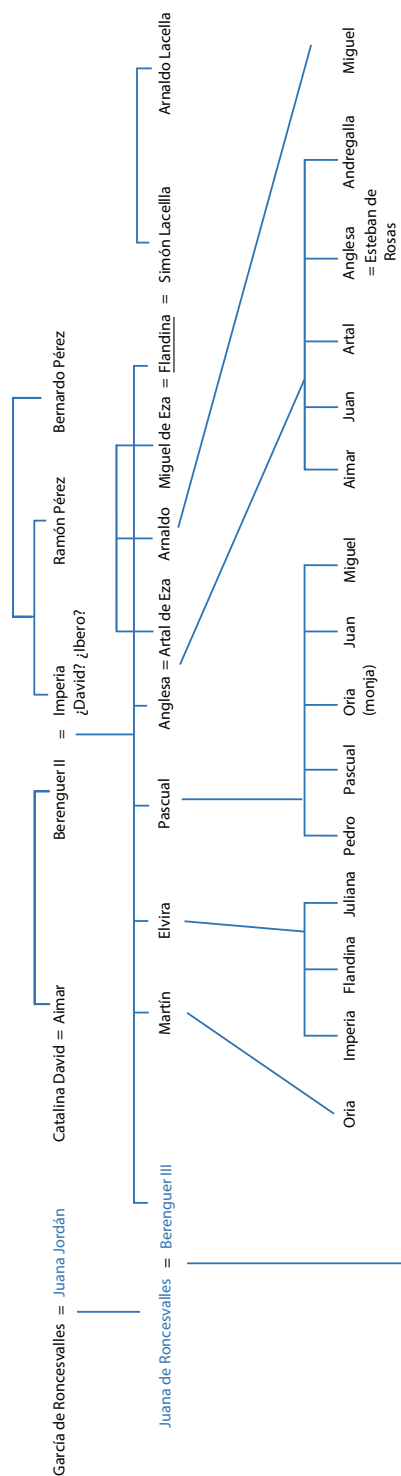 Bernardo Pérez
García de Roncesvalles = Juana Jordán
Catalina David = Aimar
Berenguer II = Imperia
¿David? ¿Ibero?
Ramón Pérez
Juana de Roncesvalles = Berenguer III
Martín
Elvira
Pascual
Anglesa = Artal de Eza
Arnaldo
Miguel de Eza = Flandina = Simón Lacellla
Arnaldo Lacella
Oria
Imperia
Flandina
Juliana
Pedro
Pascual
Oria
(monja)
Juan
Miguel
Aimar
Juan
Artal
Anglesa
= Esteban de
Rosas
Andregalla
Miguel